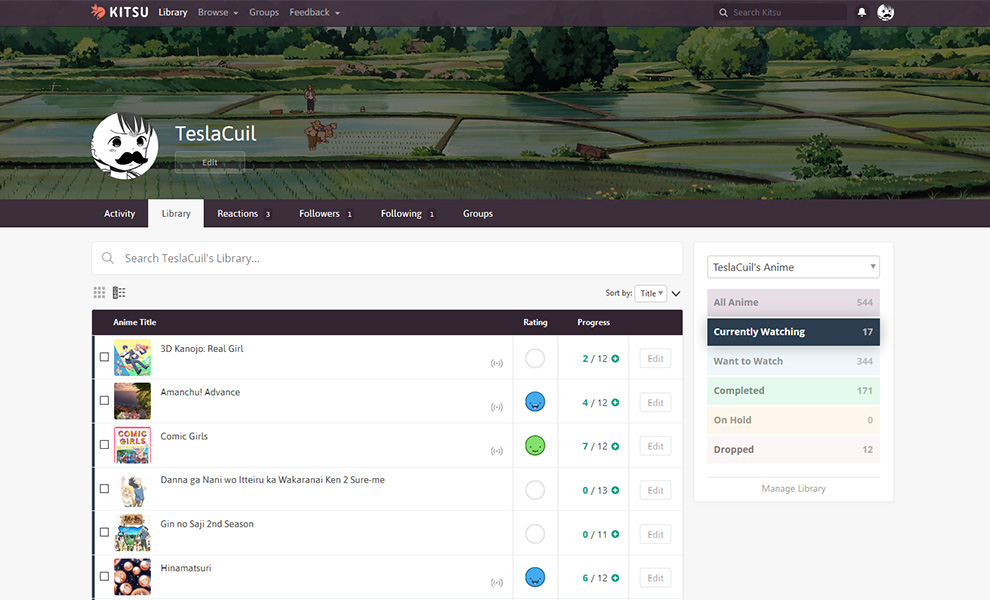 KITSU Library Browse Groups Feedback Search Kitsu
TeslaCuil
Edit
Activity Library Reactions 3 Followers 1 Following 1 Groups
Search TeslaCuil's Library...
Sort by: Title
Anime Title Rating Progress
3D Kanojo: Real Girl 2 / 12 Edit
Amanchu! Advance 4 / 12 Edit
COMIC GIRLS Comic Girls 7 / 12 Edit
Danna ga Nani wo Itteiru ka Wakaranai Ken 2 Sure-me 0 / 13 Edit
Gin no Saji 2nd Season 0 / 11 Edit
Hinamatsuri 6 / 12 Edit
TeslaCuil's Anime
All Anime 544
Currently Watching 17
Want to Watch 344
Completed 171
On Hold 0
Dropped 12
Manage Library